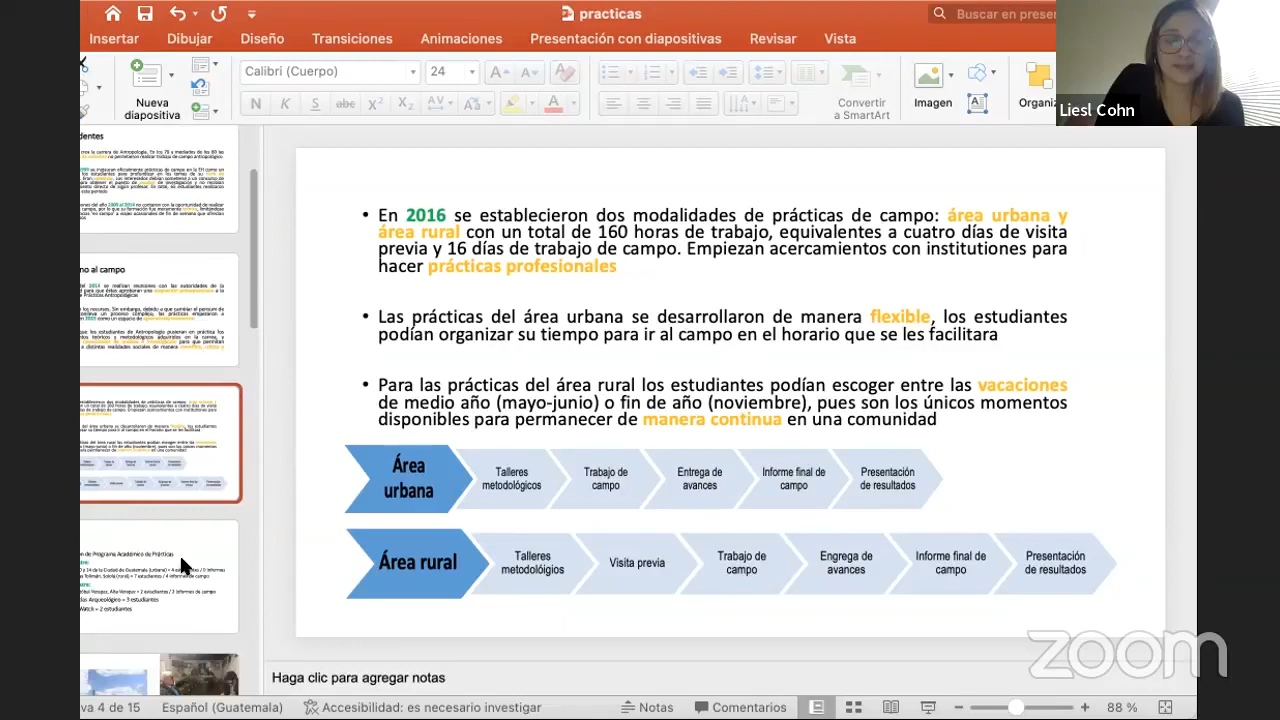 practicas
Buscar en preser
Insertar
Dibujar
Diseño
Transiciones
Animaciones
Presentación con diapositivas
Revisar
Vista
Liesl Cohn
Nueva
diapositiva
Calibri (Cuerpo)
24
Convertir
a SmartArt
Imagen
Organiz
• En 2016 se establecieron dos modalidades de prácticas de campo: área urbana y
área rural con un total de 160 horas de trabajo, equivalentes a cuatro días de visita
previa y 16 días de trabajo de campo. Empiezan acercamientos con institutiones para
hacer prácticas profesionales
• Las prácticas del área urbana se desarrollaron de manera flexible, los estudiantes
podían organizar su tiempo para ir al campo en el horario que se les facilitara
• Para las prácticas del área rural los estudiantes podían escoger entre las vacaciones
de medio año (mayo-junio) o fin de año (noviembre), pues son los únicos momentos
disponibles para permanecer de manera continua en una comunidad
Área
urbana
Talleres
metodológicos
Trabajo de
campo
Entrega de
avances
Informe final de
campo
Presentación
de resultados
Área rural
Talleres
metodológios
Visita previa
Trabajo de
campo
Engrega de
avances
Informe final de
campo
Presentación
de resultados
zoom
Haga clic para agregar notas
va 4 de 15
Español (Guatemala)
Accesibilidad: es necesario investigar
Notas
Comentarios
88 %